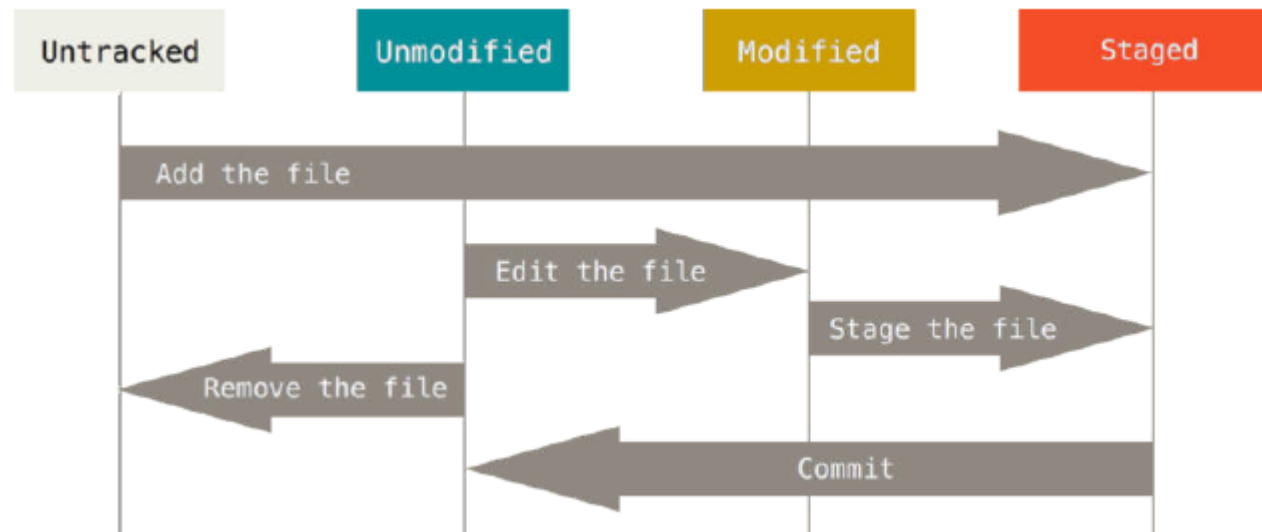 Untracked
Unmodified
Modified
Staged
Add the file
Edit the file
Stage the file
Remove the file
Commit